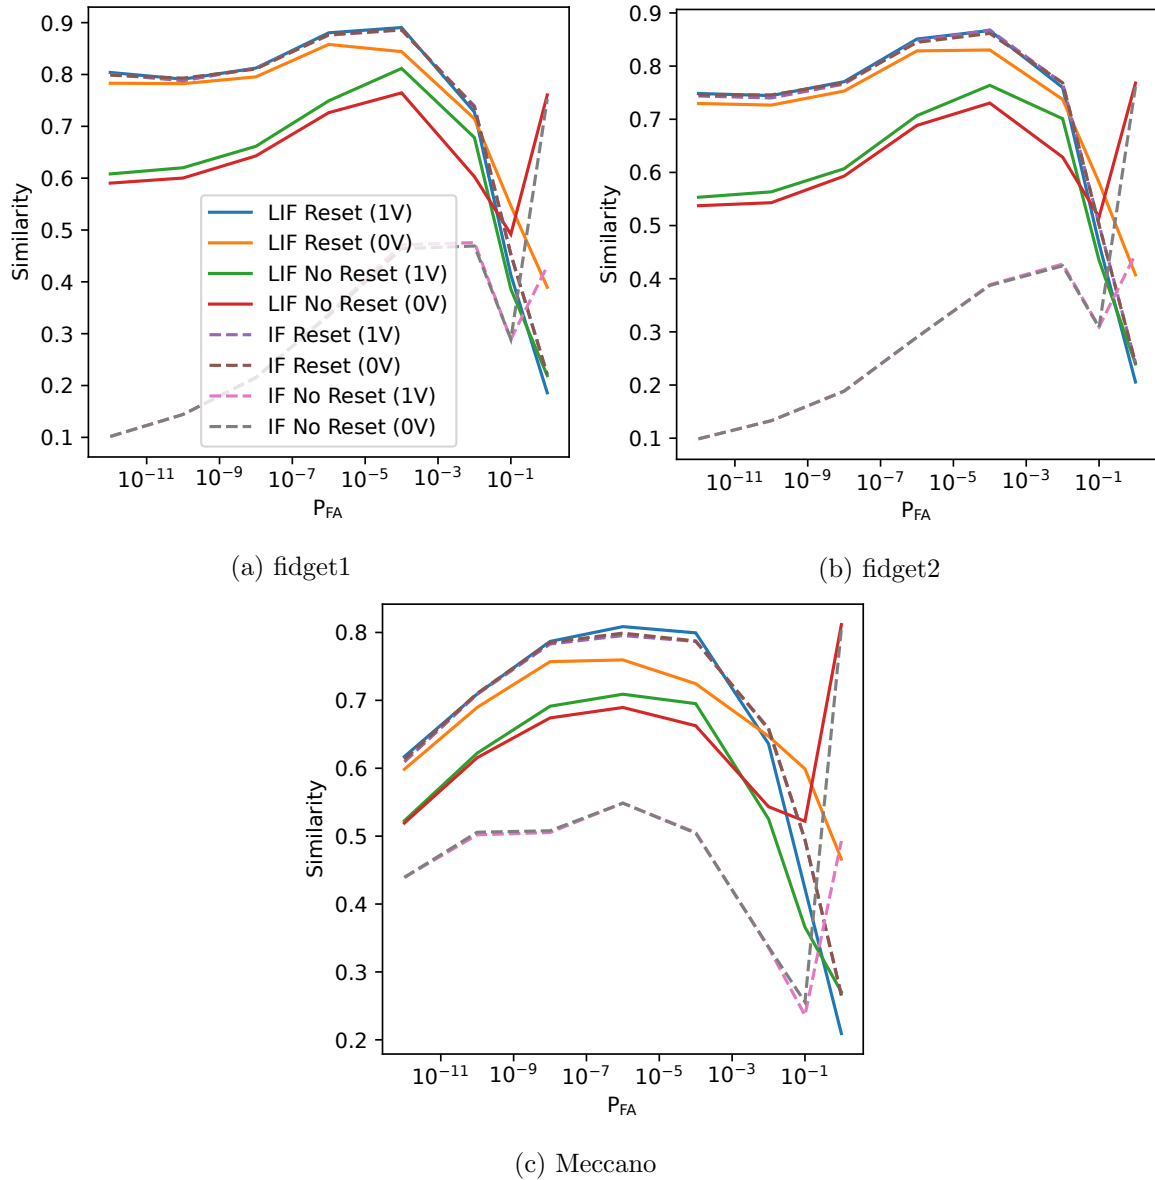 0.9
0.8
0.7
0.6
0.5
0.4
0.3
0.2
0.1
Similarity
LIF Reset (1V)
LIF Reset (0V)
LIF No Reset (1V)
LIF No Reset (0V)
IF Reset (1V)
IF Reset (0V)
IF No Reset (1V)
IF No Reset (0V)
10⁻¹¹ 10⁻⁹ 10⁻⁷ 10⁻⁵ 10⁻³ 10⁻¹
P_FA
(a) fidget1
0.9
0.8
0.7
0.6
0.5
0.4
0.3
0.2
0.1
Similarity
10⁻¹¹ 10⁻⁹ 10⁻⁷ 10⁻⁵ 10⁻³ 10⁻¹
P_FA
(b) fidget2
0.8
0.7
0.6
0.5
0.4
0.3
0.2
Similarity
10⁻¹¹ 10⁻⁹ 10⁻⁷ 10⁻⁵ 10⁻³ 10⁻¹
P_FA
(c) Meccano